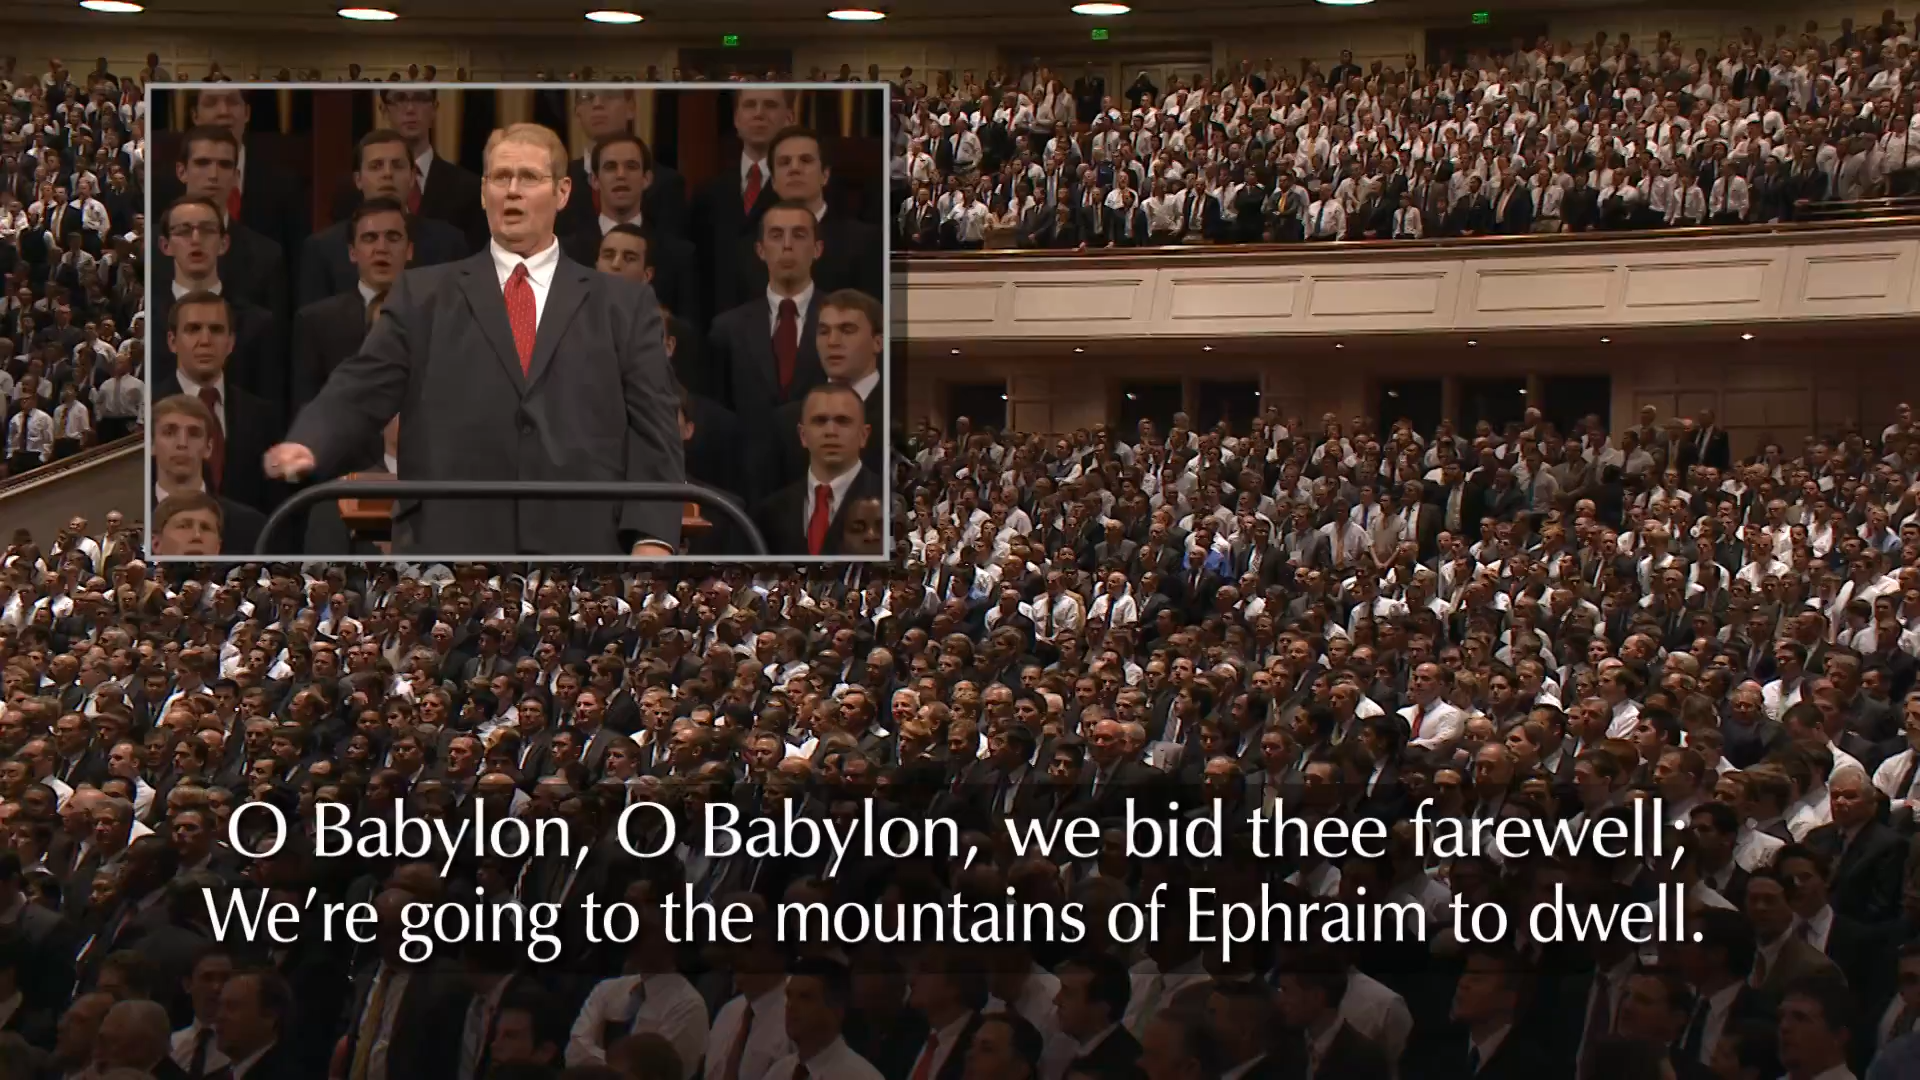 O Babylon, O Babylon, we bid thee farewell;
We’re going to the mountains of Ephraim to dwell.